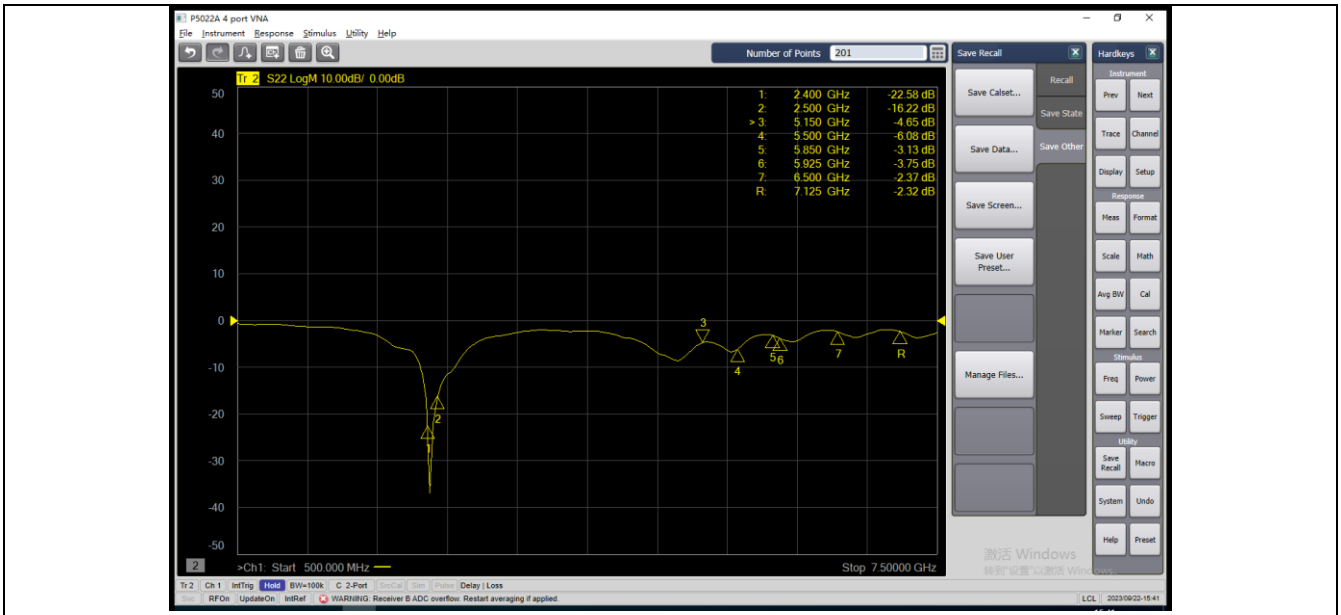 P5022A 4 port VNA
File Instrument Response Stimulus Utility Help
Number of Points 201
Save Recall
Hardkeys
Tr 2 S22 LogM 10.00dB/ 0.00dB
1: 2.400 GHz -22.58 dB
2: 2.500 GHz -16.22 dB
> 3: 5.150 GHz -4.65 dB
4: 5.500 GHz -6.08 dB
5: 5.850 GHz -3.13 dB
6: 5.925 GHz -3.75 dB
7: 6.500 GHz -2.37 dB
R: 7.125 GHz -2.32 dB
50
40
30
20
10
0
-10
-20
-30
-40
-50
1
2
3
4
5
6
7
R
2 >Ch1: Start 500.000 MHz Stop 7.50000 GHz
Save Calset...
Save Data...
Save Screen...
Save User
Preset...
Manage Files...
Recall
Save State
Save Other
Instrument
Prev Next
Trace Channel
Display Setup
Response
Meas Format
Scale Math
Avg BW Cal
Marker Search
Stimulus
Freq Power
Sweep Trigger
Utility
Save
Recall Macro
System Undo
Help Preset
激活 Windows
转到"设置"以激活 Windows。
Tr 2 Ch 1 IntTrig Hold BW=100k C 2-Port SrcCal Sim Pulse Delay Loss
Svc RFOn UpdateOn IntRef WARNING: Receiver B ADC overflow. Restart averaging if applied. LCL 2023/09/22-15:41